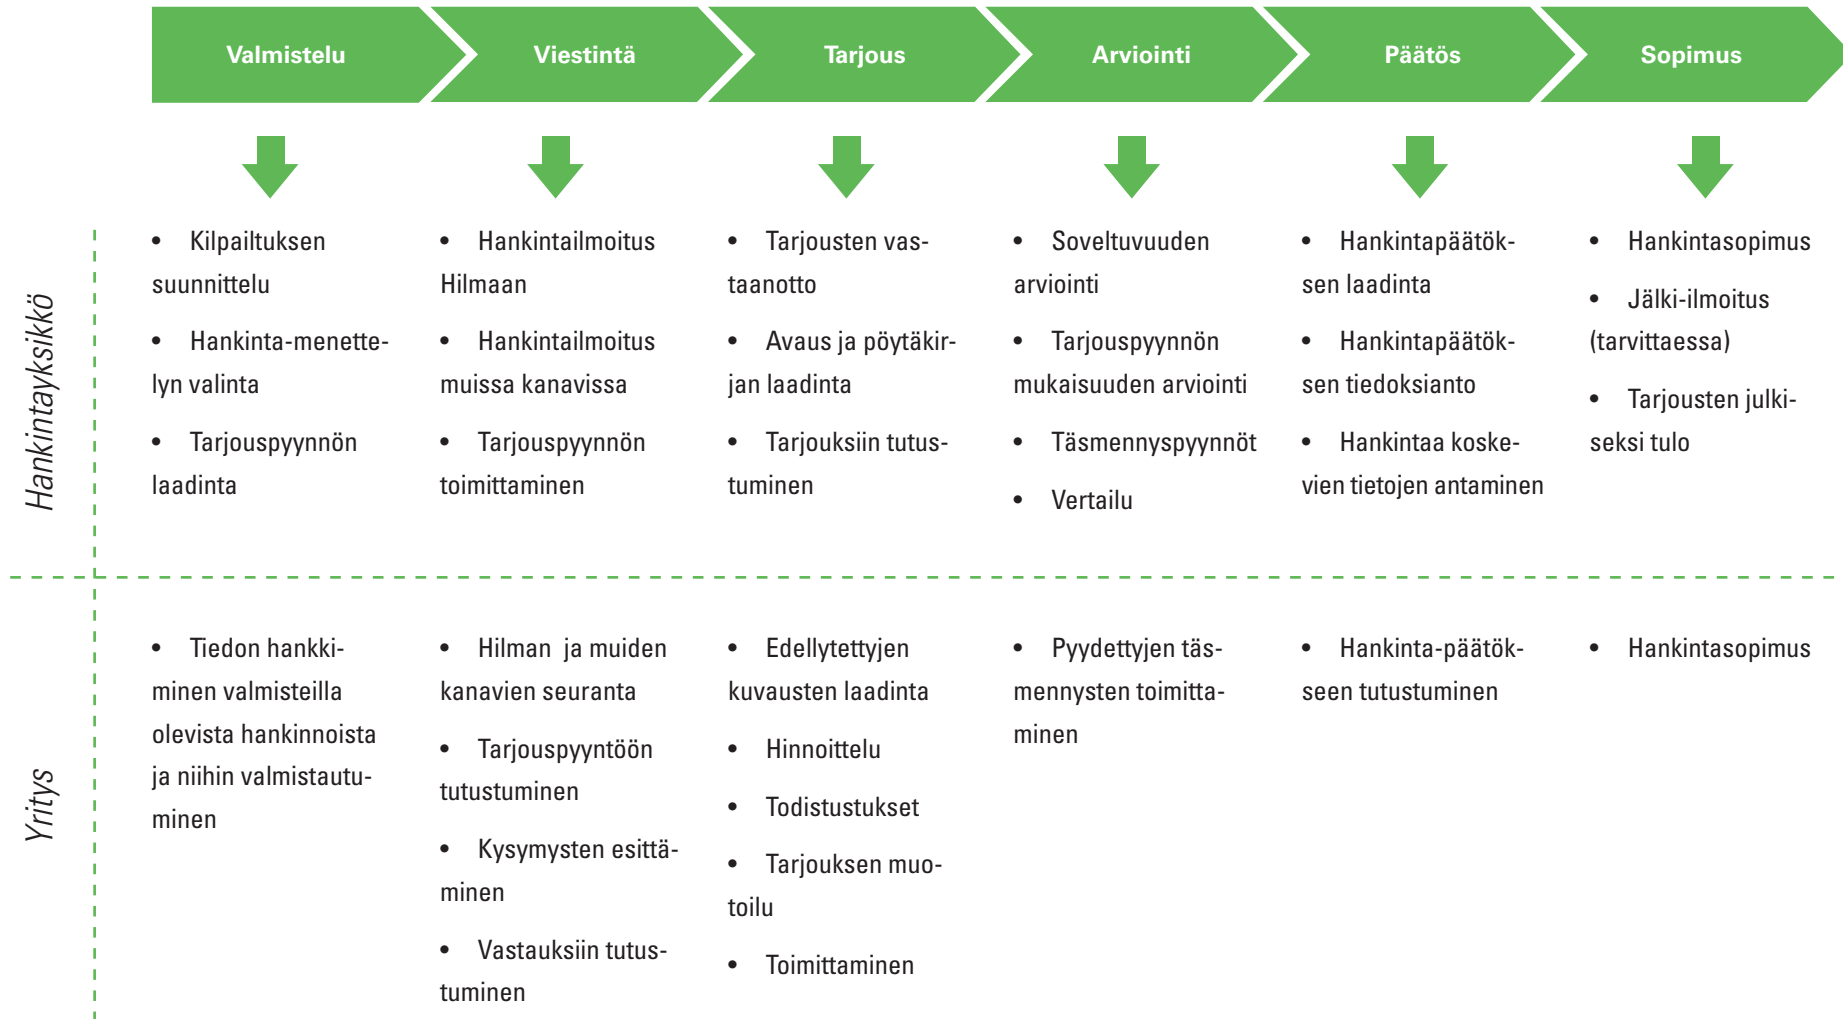 Valmistelu
Viestintä
Tarjous
Arviointi
Päätös
Sopimus
Hankintayksikkö
• Kilpailtuksen
suunnittelu
• Hankinta-menette-
lyn valinta
• Tarjouspyynnön
laadinta
• Hankintailmoitus
Hilmaan
• Hankintailmoitus
muissa kanavissa
• Tarjouspyynnön
toimittaminen
• Tarjousten vas-
taanotto
• Avaus ja pöytäkir-
jan laadinta
• Tarjouksiin tutus-
tuminen
• Soveltuvuuden
arviointi
• Tarjouspyynnön
mukaisuuden arviointi
• Täsmennyspyynnöt
• Vertailu
• Hankintapäätök-
sen laadinta
• Hankintapäätök-
sen tiedoksianto
• Hankintaa koske-
vien tietojen antaminen
• Hankintasopimus
• Jälki-ilmoitus
(tarvittaessa)
• Tarjousten julki-
seksi tulo
Yritys
• Tiedon hankki-
minen valmisteilla
olevista hankinnoista
ja niihin valmistautu-
minen
• Hilman ja muiden
kanavien seuranta
• Tarjouspyyntöön
tutustuminen
• Kysymysten esittä-
minen
• Vastauksiin tutus-
tuminen
• Edellytettyjen
kuvausten laadinta
• Hinnoittelu
• Todistustukset
• Tarjouksen muo-
toilu
• Toimittaminen
• Pyydettyjen täs-
mennysten toimitta-
minen
• Hankinta-päätök-
seen tutustuminen
• Hankintasopimus